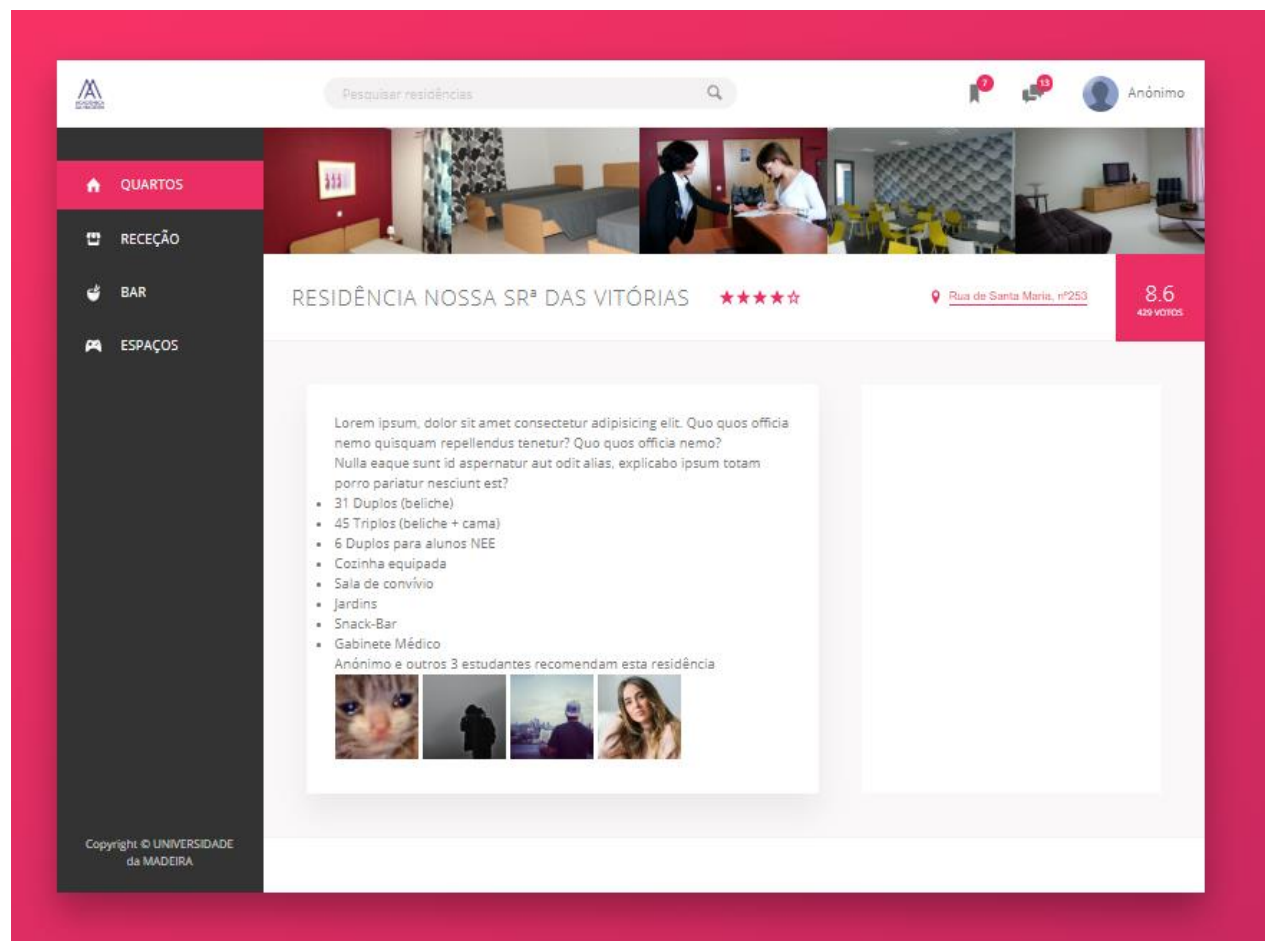 ACADÉMICA
DA MADEIRA
Pesquisar residências
7
13
Anónimo
QUARTOS
RECEÇÃO
BAR
ESPAÇOS
Copyright © UNIVERSIDADE
da MADEIRA
RESIDÊNCIA NOSSA SRª DAS VITÓRIAS
Rua de Santa Maria, nº253
8.6
429 VOTOS
Lorem ipsum, dolor sit amet consectetur adipisicing elit. Quo quos officia
nemo quisquam repellendus tenetur? Quo quos officia nemo?
Nulla eaque sunt id aspernatur aut odit alias, explicabo ipsum totam
porro pariatur nesciunt est?
31 Duplos (beliche)
45 Triplos (beliche + cama)
6 Duplos para alunos NEE
Cozinha equipada
Sala de convívio
Jardins
Snack-Bar
Gabinete Médico
Anónimo e outros 3 estudantes recomendam esta residência